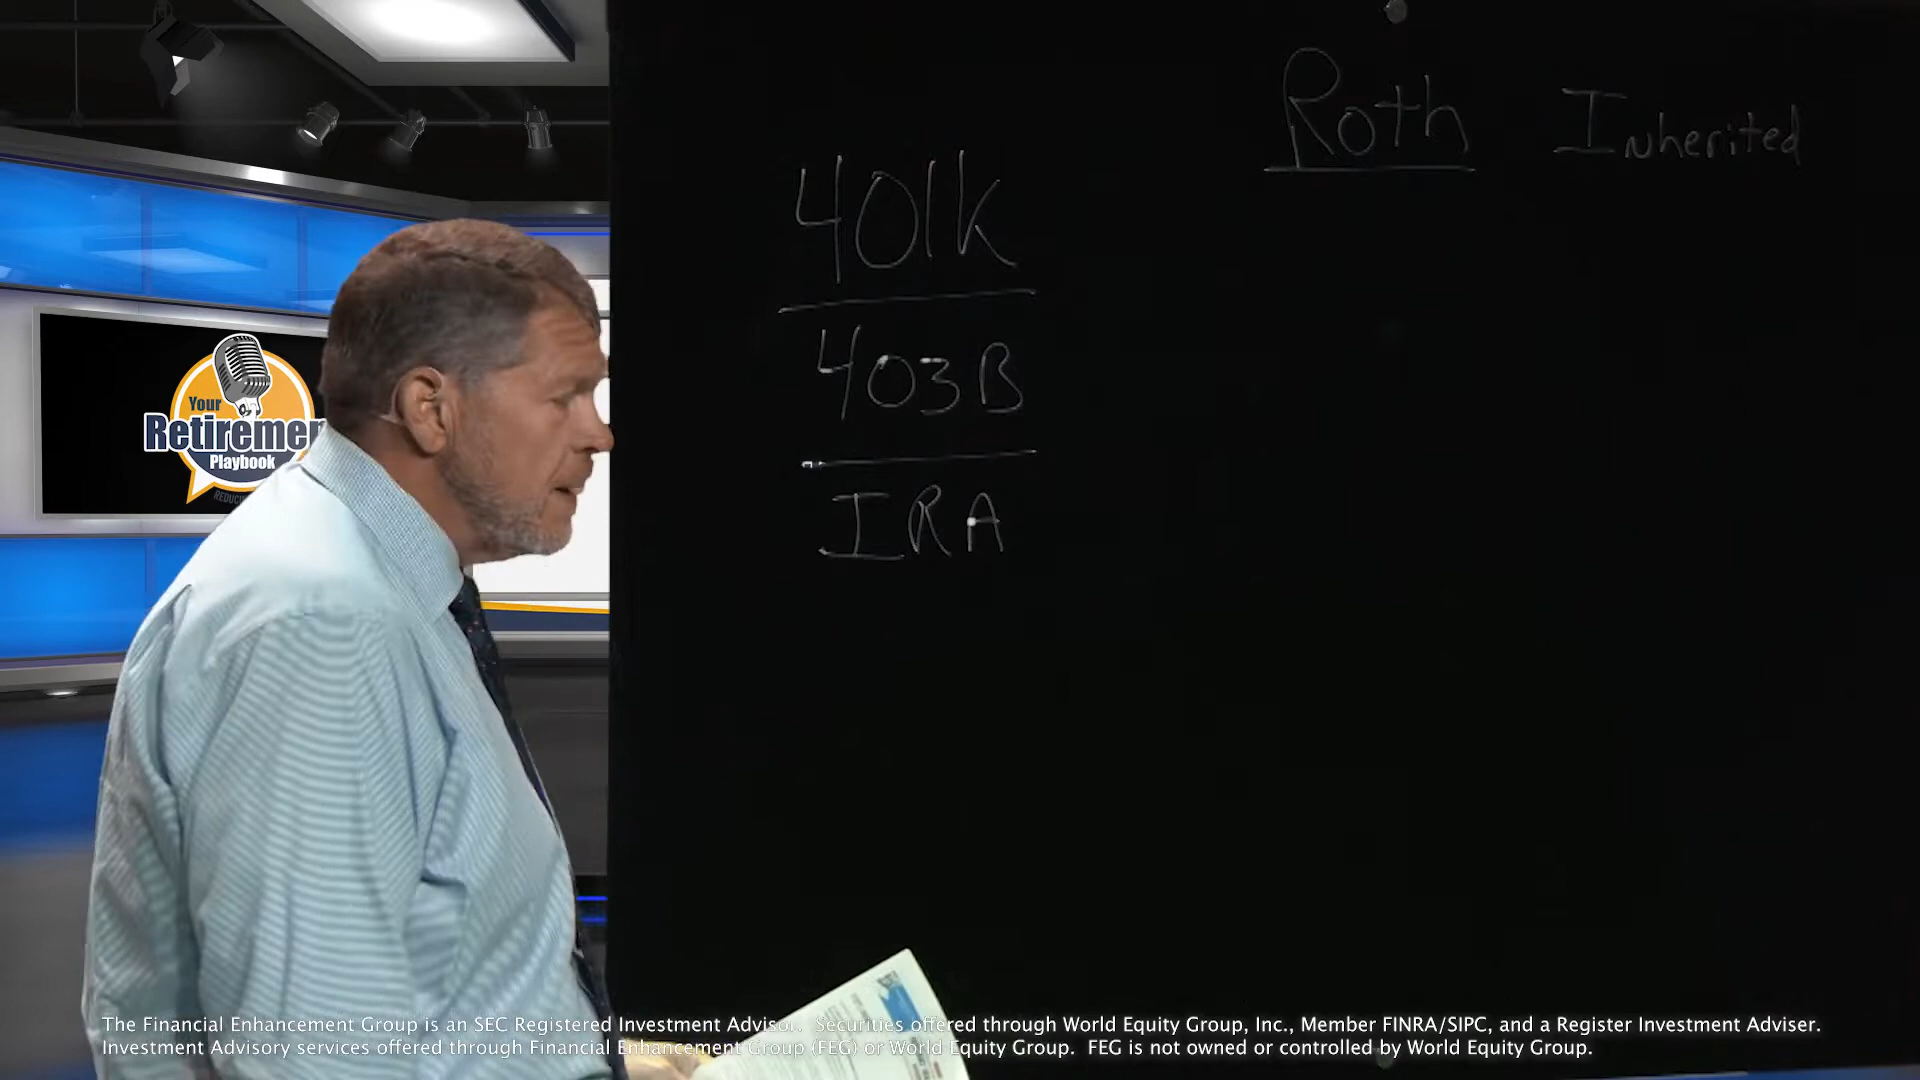 Roth Inherited
401K
403B
IRA
Your
Retiremen
Playbook
The Financial Enhancement Group is an SEC Registered Investment Advisor. Securities offered through World Equity Group, Inc., Member FINRA/SIPC, and a Register Investment Adviser.
Investment Advisory services offered through Financial Enhancement Group (FEG) or World Equity Group. FEG is not owned or controlled by World Equity Group.